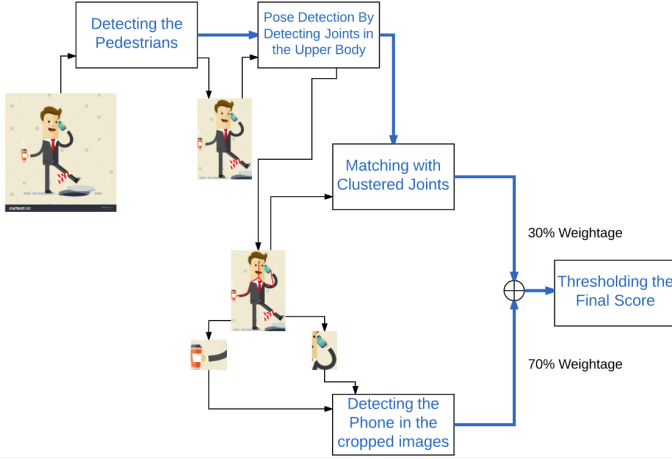 Detecting the
Pedestrians
Pose Detection By
Detecting Joints in
the Upper Body
Matching with
Clustered Joints
30% Weightage
Thresholding the
Final Score
70% Weightage
Detecting the
Phone in the
cropped images